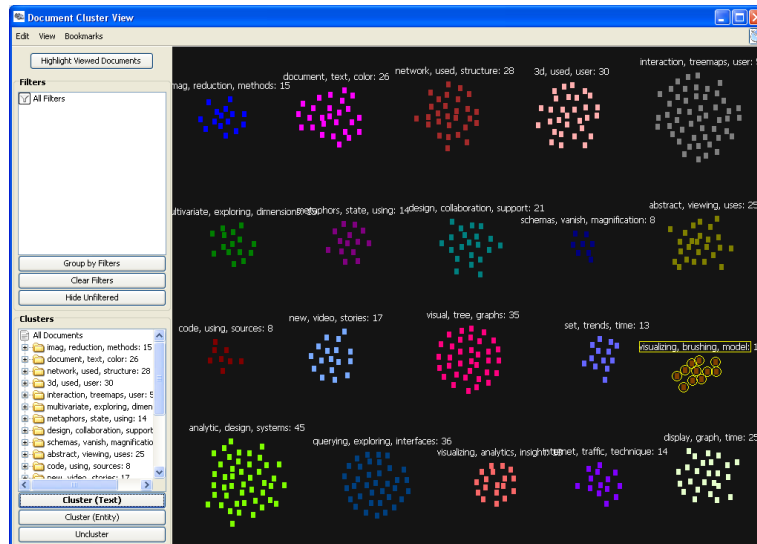 Document Cluster View
Edit View Bookmarks
Highlight Viewed Documents
Filters
All Filters
Group by Filters
Clear Filters
Hide Unfiltered
Clusters
All Documents
imag, reduction, methods: 15
document, text, color: 26
network, used, structure: 28
3d, used, user: 30
interaction, treemaps, user: 5
multivariate, exploring, dimen
metaphors, state, using: 14
design, collaboration, support
schemas, vanish, magnificatio
abstract, viewing, uses: 25
code, using, sources: 8
new, video, stories: 17
Cluster (Text)
Cluster (Entity)
Uncluster
mag, reduction, methods: 15
document, text, color: 26
network, used, structure: 28
3d, used, user: 30
interaction, treemaps, user:
ultivariate, exploring, dimensions:
metaphors, state, using: 14
design, collaboration, support: 21
schemas, vanish, magnification: 8
abstract, viewing, uses: 25
code, using, sources: 8
new, video, stories: 17
visual, tree, graphs: 35
set, trends, time: 13
visualizing, brushing, model: 1
analytic, design, systems: 45
querying, exploring, interfaces: 36
visualizing, analytics, insight:
traffic, technique: 14
display, graph, time: 25